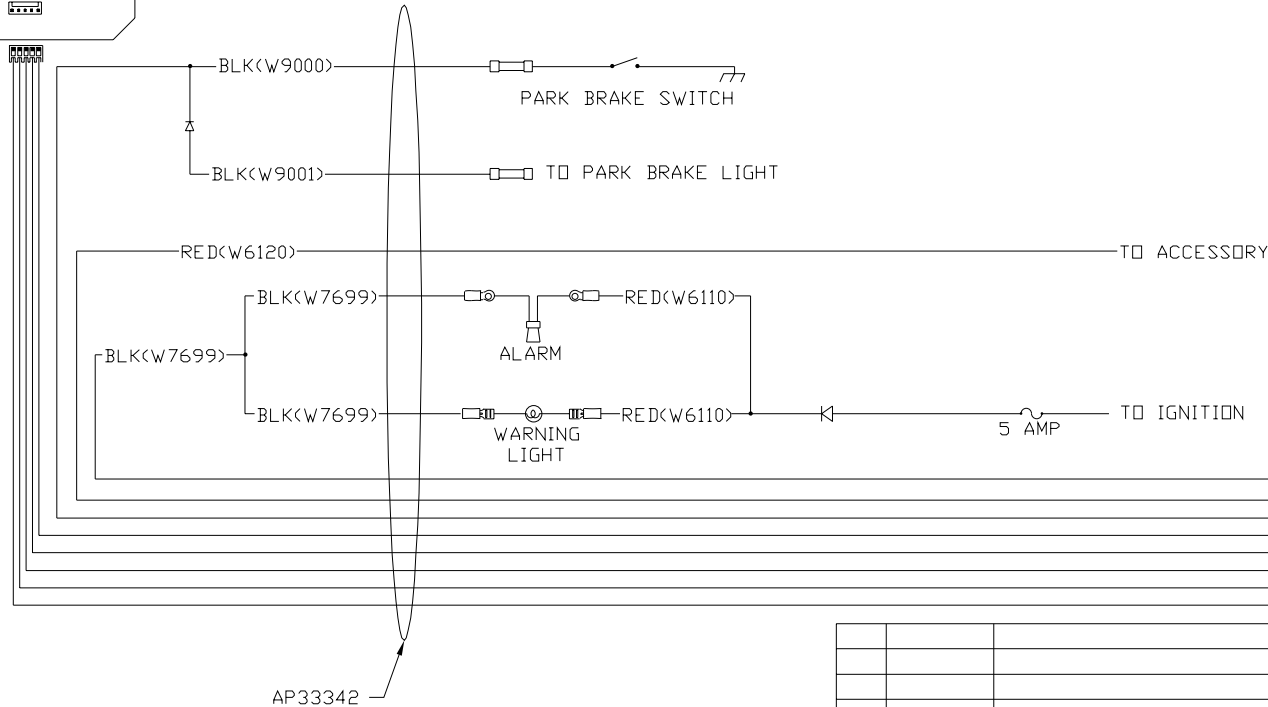 BLK(W9000)
PARK BRAKE SWITCH
BLK(W9001)
TO PARK BRAKE LIGHT
RED(W6120)
TO ACCESSORY
BLK(W7699)
RED(W6110)
ALARM
BLK(W7699)
BLK(W7699)
RED(W6110)
TO IGNITION
5 AMP
WARNING
LIGHT
AP33342